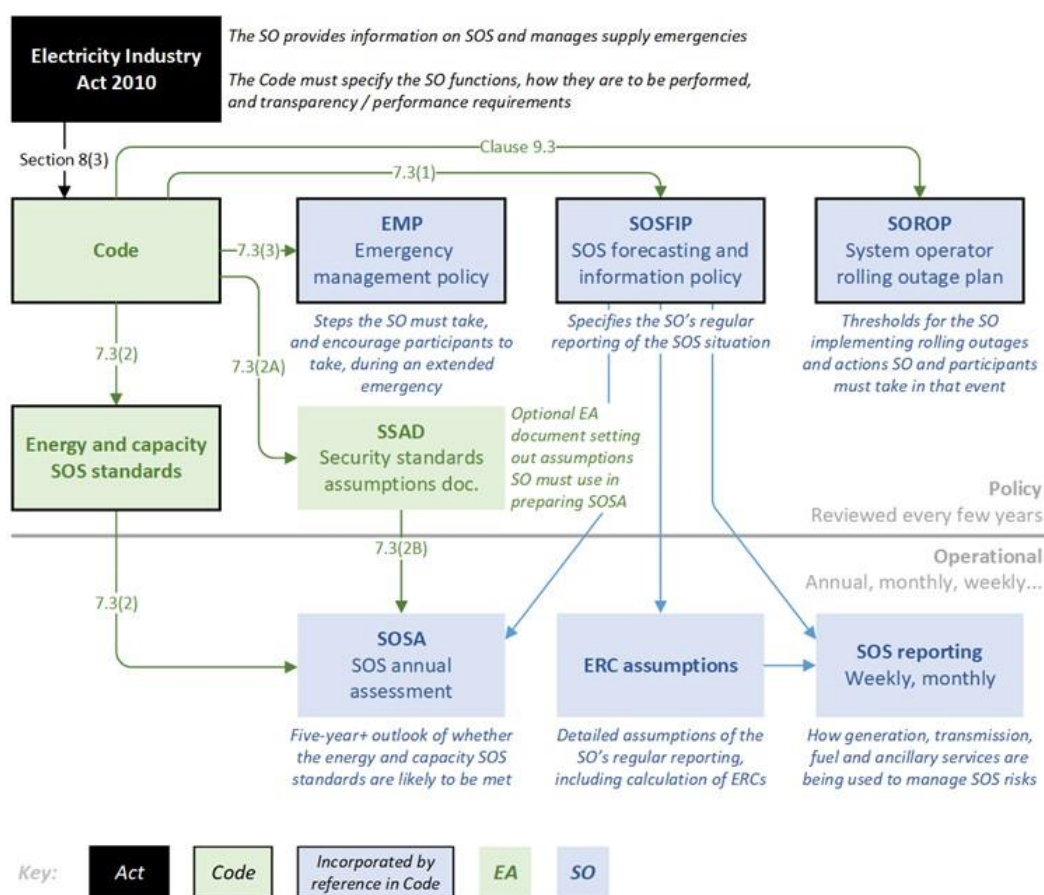 Electricity Industry
Act 2010
The SO provides information on SOS and manages supply emergencies
The Code must specify the SO functions, how they are to be performed,
and transparency / performance requirements
Section 8(3)
Clause 9.3
7.3(1)
Code
7.3(3)
EMP
Emergency
management policy
SOSFIP
SOS forecasting and
information policy
SOROP
System operator
rolling outage plan
Steps the SO must take,
and encourage participants to
take, during an extended
emergency
Specifies the SO's regular
reporting of the SOS situation
Thresholds for the SO
implementing rolling outages
and actions SO and participants
must take in that event
7.3(2)
7.3(2A)
Energy and capacity
SOS standards
SSAD
Security standards
assumptions doc.
Optional EA
document setting
out assumptions
SO must use in
preparing SOSA
Policy
Reviewed every few years
Operational
Annual, monthly, weekly...
7.3(2B)
7.3(2)
SOSA
SOS annual
assessment
ERC assumptions
SOS reporting
Weekly, monthly
Five-year+ outlook of whether
the energy and capacity SOS
standards are likely to be met
Detailed assumptions of the
SO's regular reporting,
including calculation of ERCs
How generation, transmission,
fuel and ancillary services are
being used to manage SOS risks
Key:
Act
Code
Incorporated by
reference in Code
EA
SO